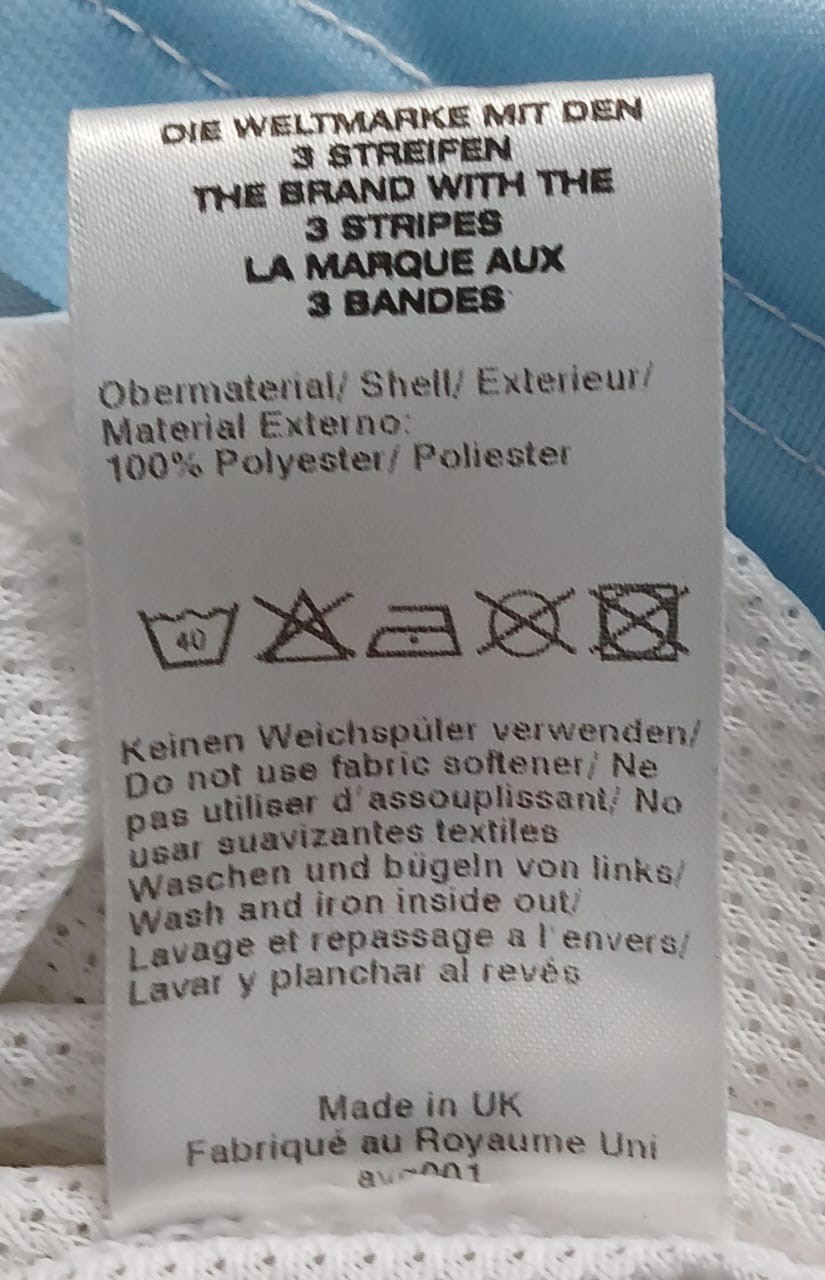 DIE WELTMARKE MIT DEN
3 STREIFEN
THE BRAND WITH THE
3 STRIPES
LA MARQUE AUX
3 BANDES
Obermaterial/ Shell/ Exterieur/
Material Externo:
100% Polyester/ Poliester
40
Keinen Weichspüler verwenden/
Do not use fabric softener/ Ne
pas utiliser d'assouplissant/ No
usar suavizantes textiles
Waschen und bügeln von links/
Wash and iron inside out/
Lavage et repassage a l'envers/
Lavar y planchar al revés
Made in UK
Fabriqué au Royaume Uni